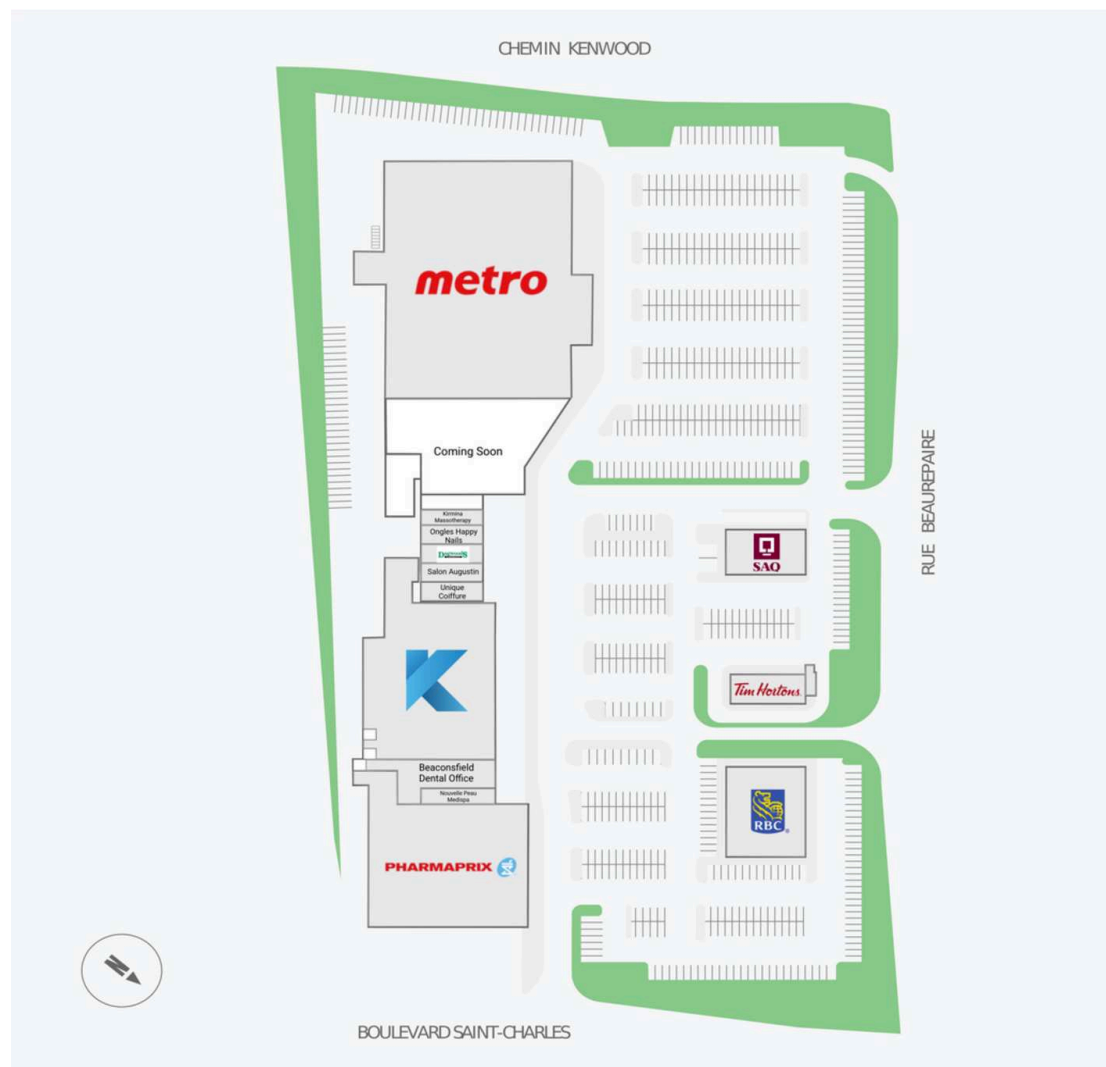 CHEMIN KENWOOD
metro
Coming Soon
RUE BEAUREPAIRE
Kirmina
Massotherapy
Ongles Happy
Nails
SAQ
Salon Augustin
Unique
Coiffure
K
Tim Hortons.
Beaconsfield
Dental Office
Nouvelle Peau
Medispa
RBC
®
PHARMAPRIX
N
BOULEVARD SAINT-CHARLES